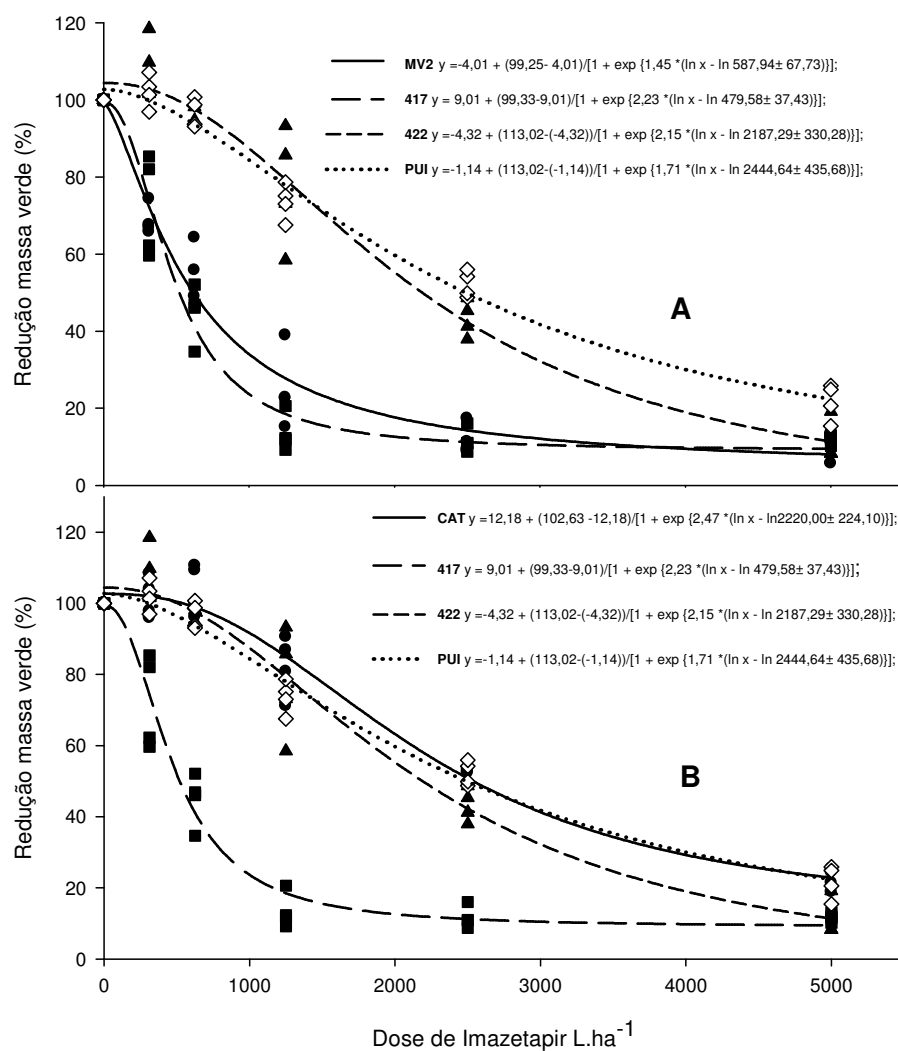 120
100
80
60
40
20
0
Redução massa verde (%)
MV2 y =-4,01 + (99,25- 4,01)/[1 + exp {1,45 *(ln x - ln 587,94± 67,73)}];
417 y = 9,01 + (99,33-9,01)/[1 + exp {2,23 *(ln x - ln 479,58± 37,43)}];
422 y =-4,32 + (113,02-(-4,32))/[1 + exp {2,15 *(ln x - ln 2187,29± 330,28)}];
PUI y =-1,14 + (113,02-(-1,14))/[1 + exp {1,71 *(ln x - ln 2444,64± 435,68)}];
A
120
100
80
60
40
20
0
Redução massa verde (%)
CAT y =12,18 + (102,63 -12,18)/[1 + exp {2,47 *(ln x - ln2220,00± 224,10)}];
417 y = 9,01 + (99,33-9,01)/[1 + exp {2,23 *(ln x - ln 479,58± 37,43)}];
422 y =-4,32 + (113,02-(-4,32))/[1 + exp {2,15 *(ln x - ln 2187,29± 330,28)}];
PUI y =-1,14 + (113,02-(-1,14))/[1 + exp {1,71 *(ln x - ln 2444,64± 435,68)}];
B
0 1000 2000 3000 4000 5000
Dose de Imazetapir L.ha⁻¹